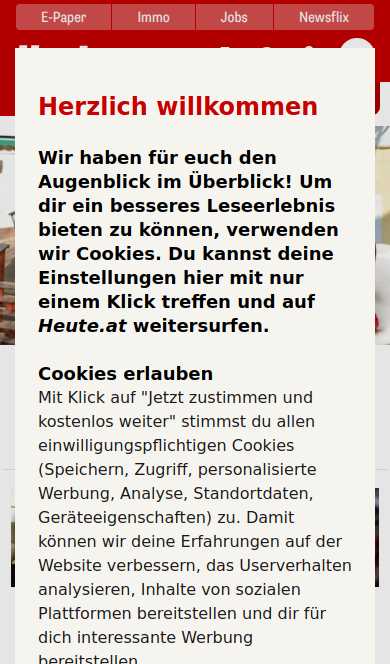 E-Paper
Immo
Jobs
Newsflix
Herzlich willkommen
Wir haben für euch den
Augenblick im Überblick! Um
dir ein besseres Leseerlebnis
bieten zu können, verwenden
wir Cookies. Du kannst deine
Einstellungen hier mit nur
einem Klick treffen und auf
Heute.at weitersurfen.
Cookies erlauben
Mit Klick auf "Jetzt zustimmen und
kostenlos weiter" stimmst du allen
einwilligungspflichtigen Cookies
(Speichern, Zugriff, personalisierte
Werbung, Analyse, Standortdaten,
Geräteeigenschaften) zu. Damit
können wir deine Erfahrungen auf der
Website verbessern, das Userverhalten
analysieren, Inhalte von sozialen
Plattformen bereitstellen und dir für
dich interessante Werbung
bereitstellen